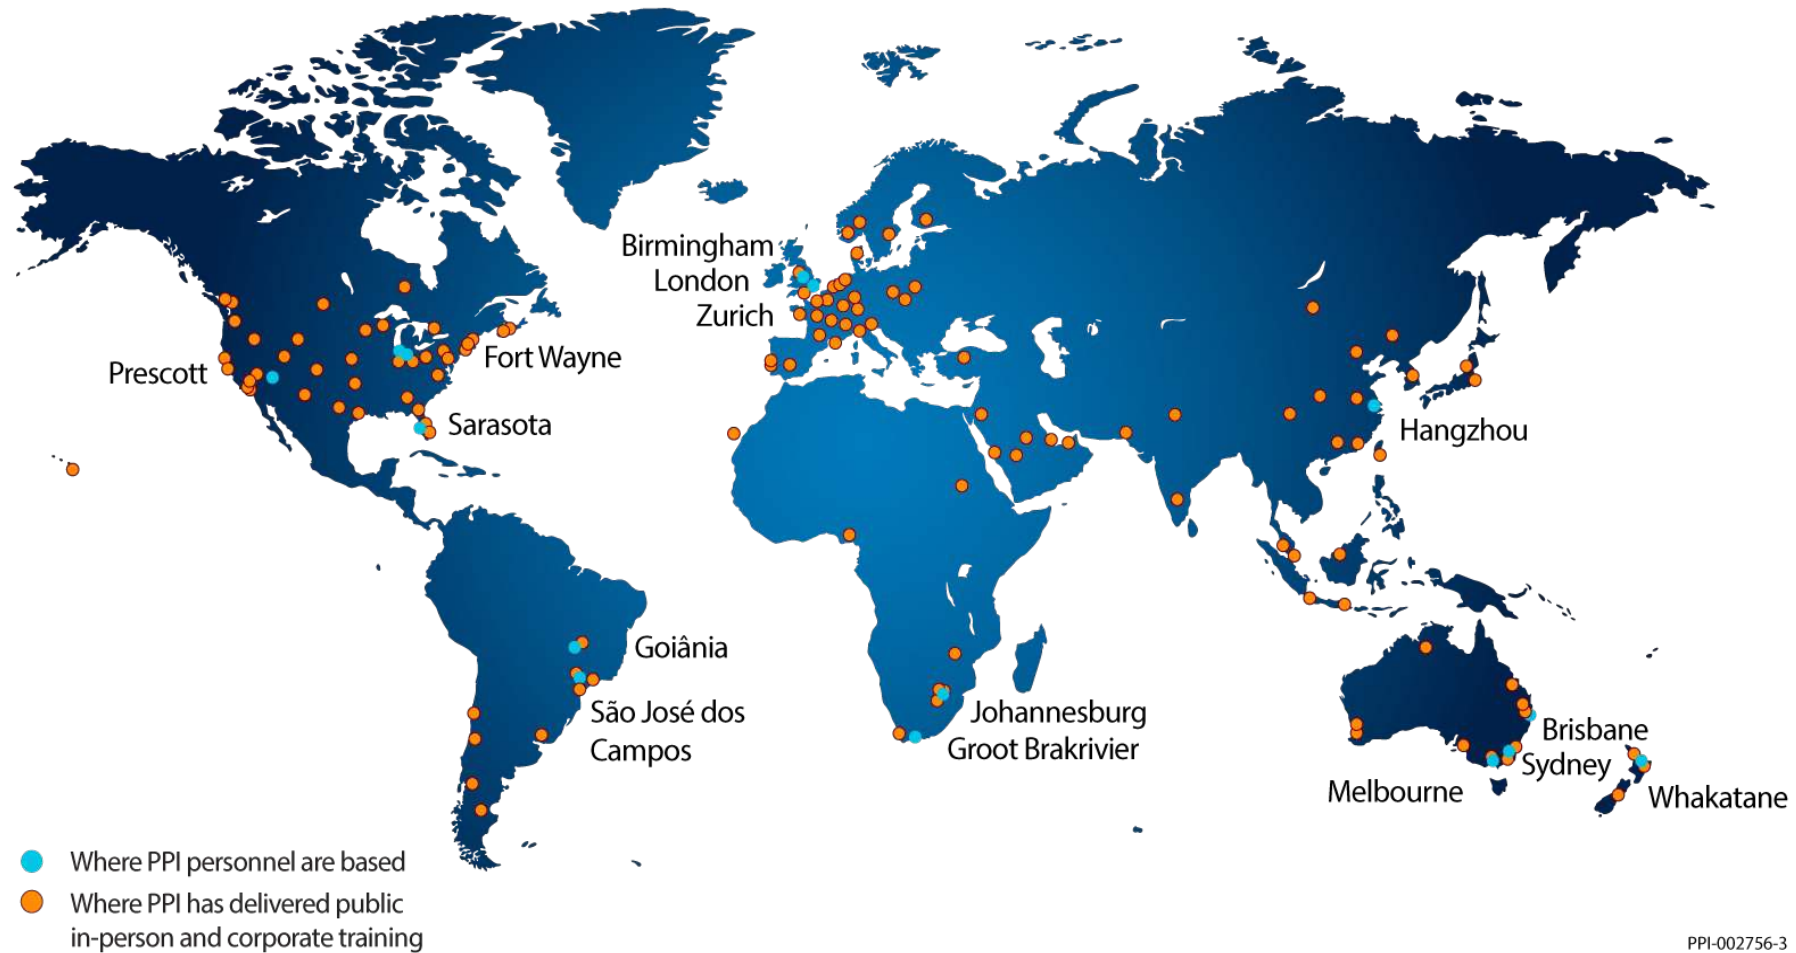 Birmingham
London
Zurich
Prescott
Fort Wayne
Sarasota
Hangzhou
Goiânia
São José dos
Campos
Johannesburg
Groot Brakrivier
Brisbane
Sydney
Melbourne
Whakatane
Where PPI personnel are based
Where PPI has delivered public
in-person and corporate training
PPI-002756-3